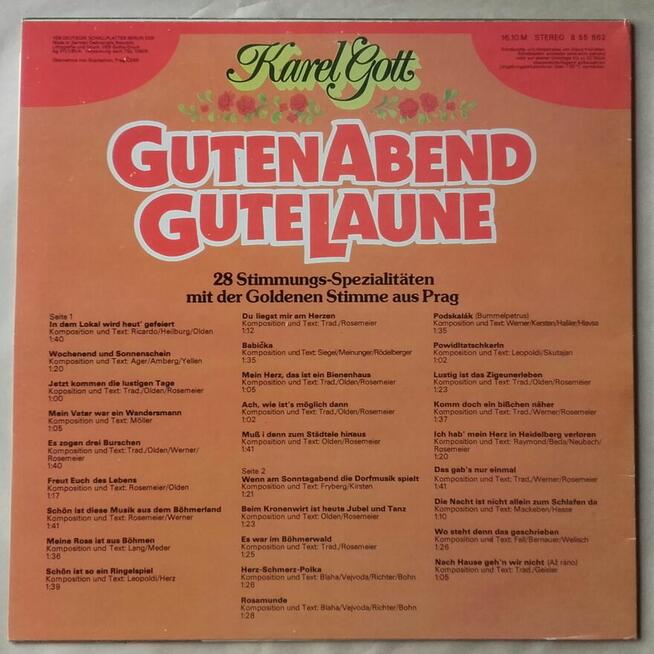 VEB DEUTSCHE SCHALLPLATTEN BERLIN DDR
16,10 M STEREO 8 55 862
Karel Gott
GUTEN ABEND
GUTE LAUNE
28 Stimmungs-Spezialitäten
mit der Goldenen Stimme aus Prag
Seite 1
In dem Lokal wird heut' gefeiert
Komposition und Text: Ricardo/Heilburg/Olden
1:40
Wochenend und Sonnenschein
Komposition und Text: Ager/Amberg/Yellen
1:20
Jetzt kommen die lustigen Tage
Komposition und Text: Trad./Olden/Rosemeier
1:00
Mein Vater war ein Wandersmann
Komposition und Text: Möller
1:05
Es zogen drei Burschen
Komposition und Text: Trad./Olden/Werner/
Rosemeier
1:40
Freut Euch des Lebens
Komposition und Text: Rosemeier/Olden
1:17
Schön ist diese Musik aus dem Böhmerland
Komposition und Text: Rosemeier/Werner
1:41
Meine Rosa ist aus Böhmen
Komposition und Text: Lang/Meder
1:36
Schön ist so ein Ringelspiel
Komposition und Text: Leopoldi/Herz
1:39
Du liegst mir am Herzen
Komposition und Text: Trad./Rosemeier
1:12
Babička
Komposition und Text: Siegel/Meinunger/Rödelberger
1:35
Mein Herz, das ist ein Bienenhaus
Komposition und Text: Trad./Olden/Rosemeier
1:05
Ach, wie ist's möglich dann
Komposition und Text: Trad./Olden/Rosemeier
1:02
Muß i denn zum Städtele hinaus
Komposition und Text: Olden/Rosemeier
1:41
Seite 2
Wenn am Sonntagabend die Dorfmusik spielt
Komposition und Text: Fryberg/Kirsten
1:21
Beim Kronenwirt ist heute Jubel und Tanz
Komposition und Text: Olden/Rosemeier
1:23
Es war im Böhmerwald
Komposition und Text: Trad./Rosemeier
1:25
Herz-Schmerz-Polka
Komposition und Text: Blaha/Vejvoda/Richter/Bohn
1:26
Rosamunde
Komposition und Text: Blaha/Vejvoda/Richter/Bohn
1:28
Podskalák (Bummelpetrus)
Komposition und Text: Werner/Kersten/Hašler/Hlavsa
1:35
Powidltatschkerln
Komposition und Text: Leopoldi/Skutajan
1:02
Lustig ist das Zigeunerleben
Komposition und Text: Trad./Olden/Rosemeier
1:23
Komm doch ein bißchen näher
Komposition und Text: Trad./Werner/Rosemeier
1:37
Ich hab' mein Herz in Heidelberg verloren
Komposition und Text: Raymond/Beda/Neubach/
Rosemeier
1:20
Das gab's nur einmal
Komposition und Text: Trad./Werner/Rosemeier
1:41
Die Nacht ist nicht allein zum Schlafen da
Komposition und Text: Mackeben/Hesse
1:10
Wo steht denn das geschrieben
Komposition und Text: Fall/Bernauer/Welisch
1:26
Nach Hause geh'n wir nicht (Až ráno)
Komposition und Text: Trad./Geisler
1:05